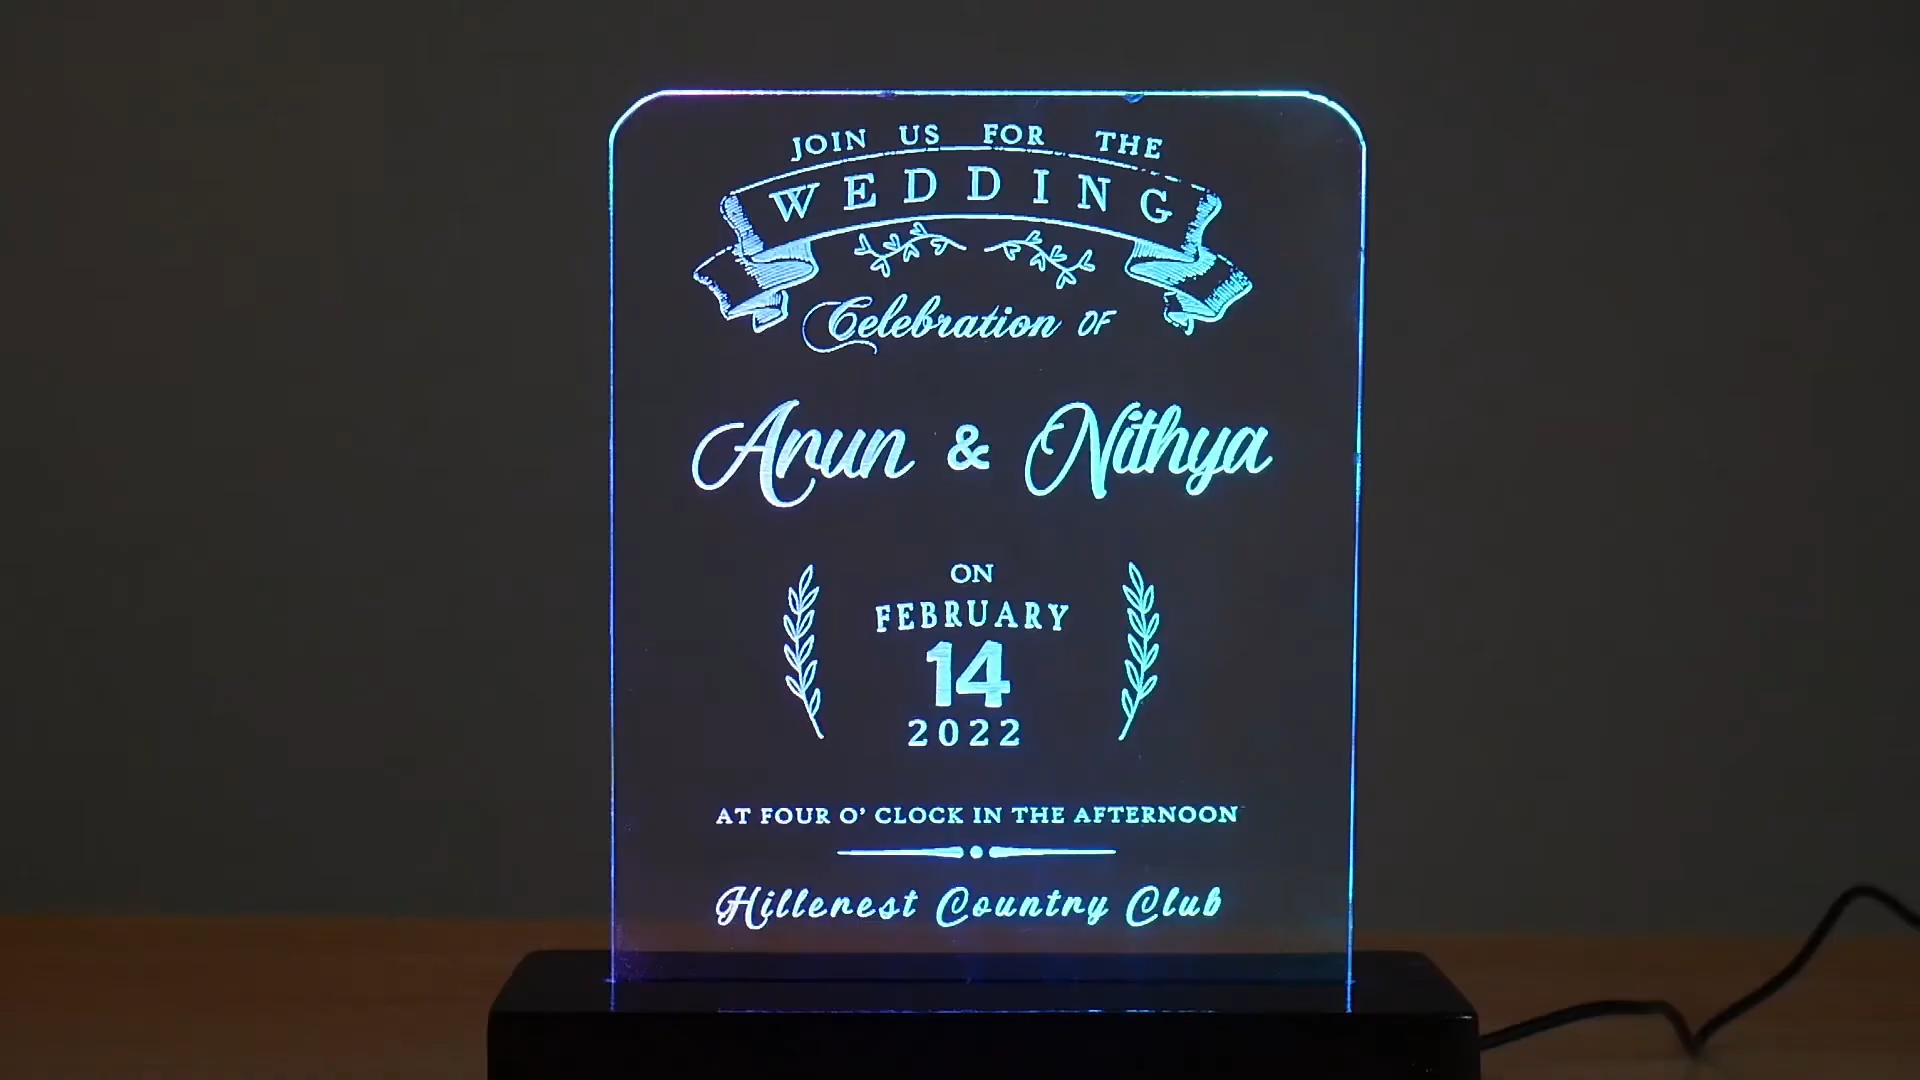 JOIN US FOR THE
WEDDING
Celebration OF
Arun & Nithya
ON
FEBRUARY
14
2022
AT FOUR O' CLOCK IN THE AFTERNOON
Hillcrest Country Club